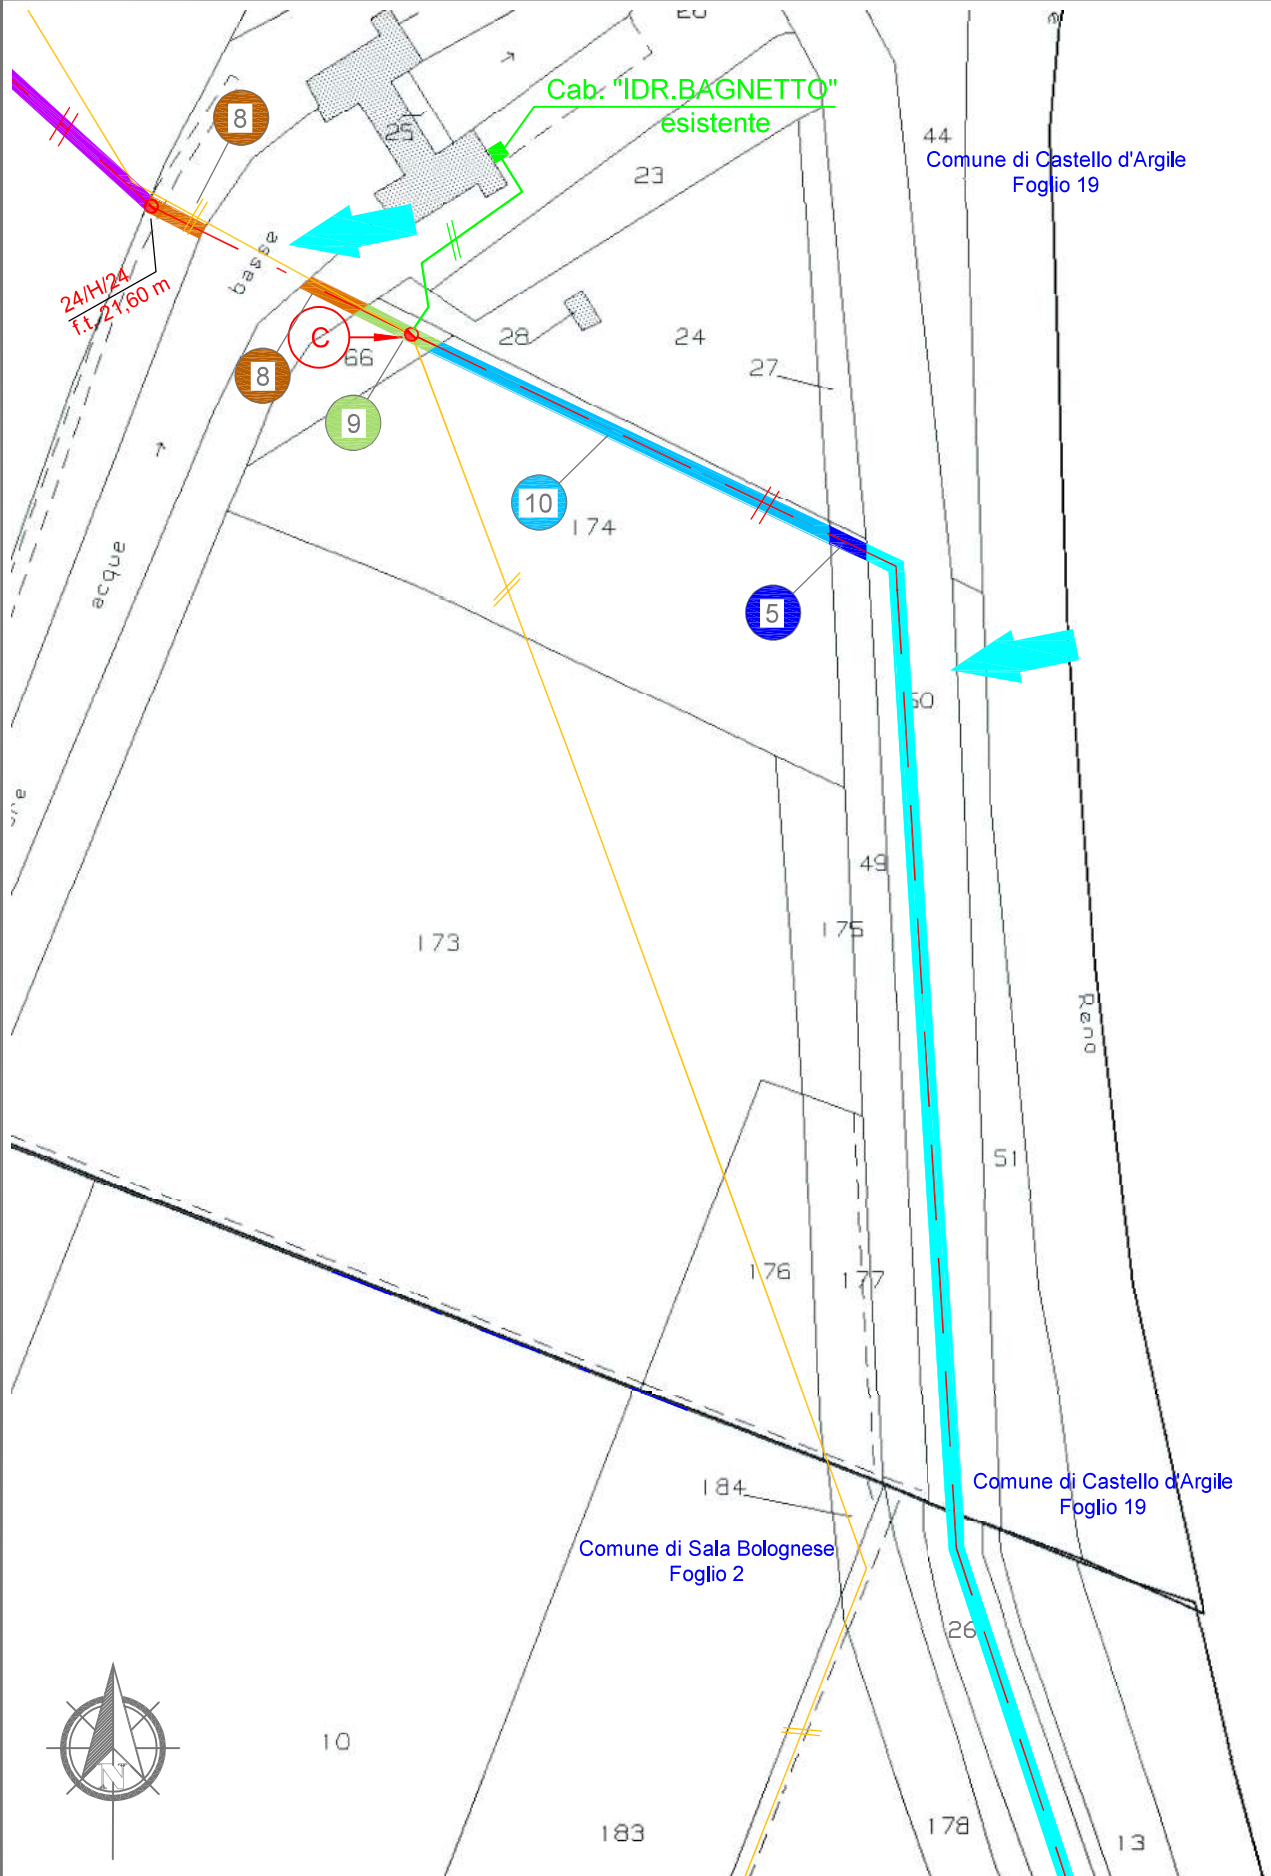 Cab. "IDR.BAGNETTO"
esistente
8
25
23
44
Comune di Castello d'Argile
Foglio 19
basse
24/H/24
f.t. 21,60 m
C
66
28
24
27
8
9
10
174
5
acque
50
49
175
173
Reno
51
176
177
184
Comune di Castello d'Argile
Foglio 19
Comune di Sala Bolognese
Foglio 2
26
10
N
183
178
13